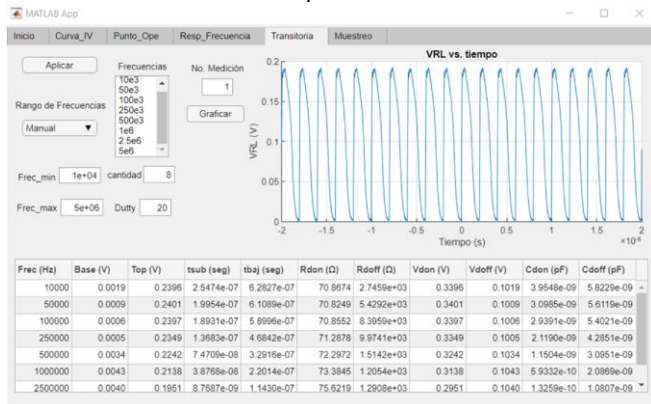 MATLAB App
Inicio Curva_IV Punto_Ope Resp_Frecuencia Transitoria Muestreo
Aplicar
Rango de Frecuencias
Manual
Frecuencias
10e3
50e3
100e3
250e3
500e3
1e6
2.5e6
5e6
No. Medición
1
Graficar
Frec_min 1e+04 cantidad 8
Frec_max 5e+06 Dutty 20
VRL vs. tiempo
VRL (V)
0.2
0.15
0.1
0.05
0
-2 -1.5 -1 -0.5 0 0.5 1 1.5 2
Tiempo (s)
×10⁻⁶
Frec (Hz) Base (V) Top (V) tsub (seg) tbaj (seg) Rdon (Ω) Rdoff (Ω) Vdon (V) Vdoff (V) Cdon (pF) Cdoff (pF)
10000 0.0019 0.2396 2.5474e-07 6.2827e-07 70.8674 2.7459e+03 0.3396 0.1019 3.9548e-09 5.8229e-09
50000 0.0009 0.2401 1.9954e-07 6.1089e-07 70.8249 5.4292e+03 0.3401 0.1009 3.0985e-09 5.6119e-09
100000 0.0006 0.2397 1.8931e-07 5.8996e-07 70.8552 8.3959e+03 0.3397 0.1006 2.9391e-09 5.4021e-09
250000 0.0005 0.2349 1.3683e-07 4.6842e-07 71.2878 9.9741e+03 0.3349 0.1005 2.1190e-09 4.2851e-09
500000 0.0034 0.2242 7.4709e-08 3.2916e-07 72.2972 1.5142e+03 0.3242 0.1034 1.1504e-09 3.0951e-09
1000000 0.0043 0.2138 3.8768e-08 2.2014e-07 73.3845 1.2054e+03 0.3138 0.1043 5.9332e-10 2.0869e-09
2500000 0.0040 0.1951 8.7687e-09 1.1430e-07 75.6219 1.2908e+03 0.2951 0.1040 1.3259e-10 1.0807e-09